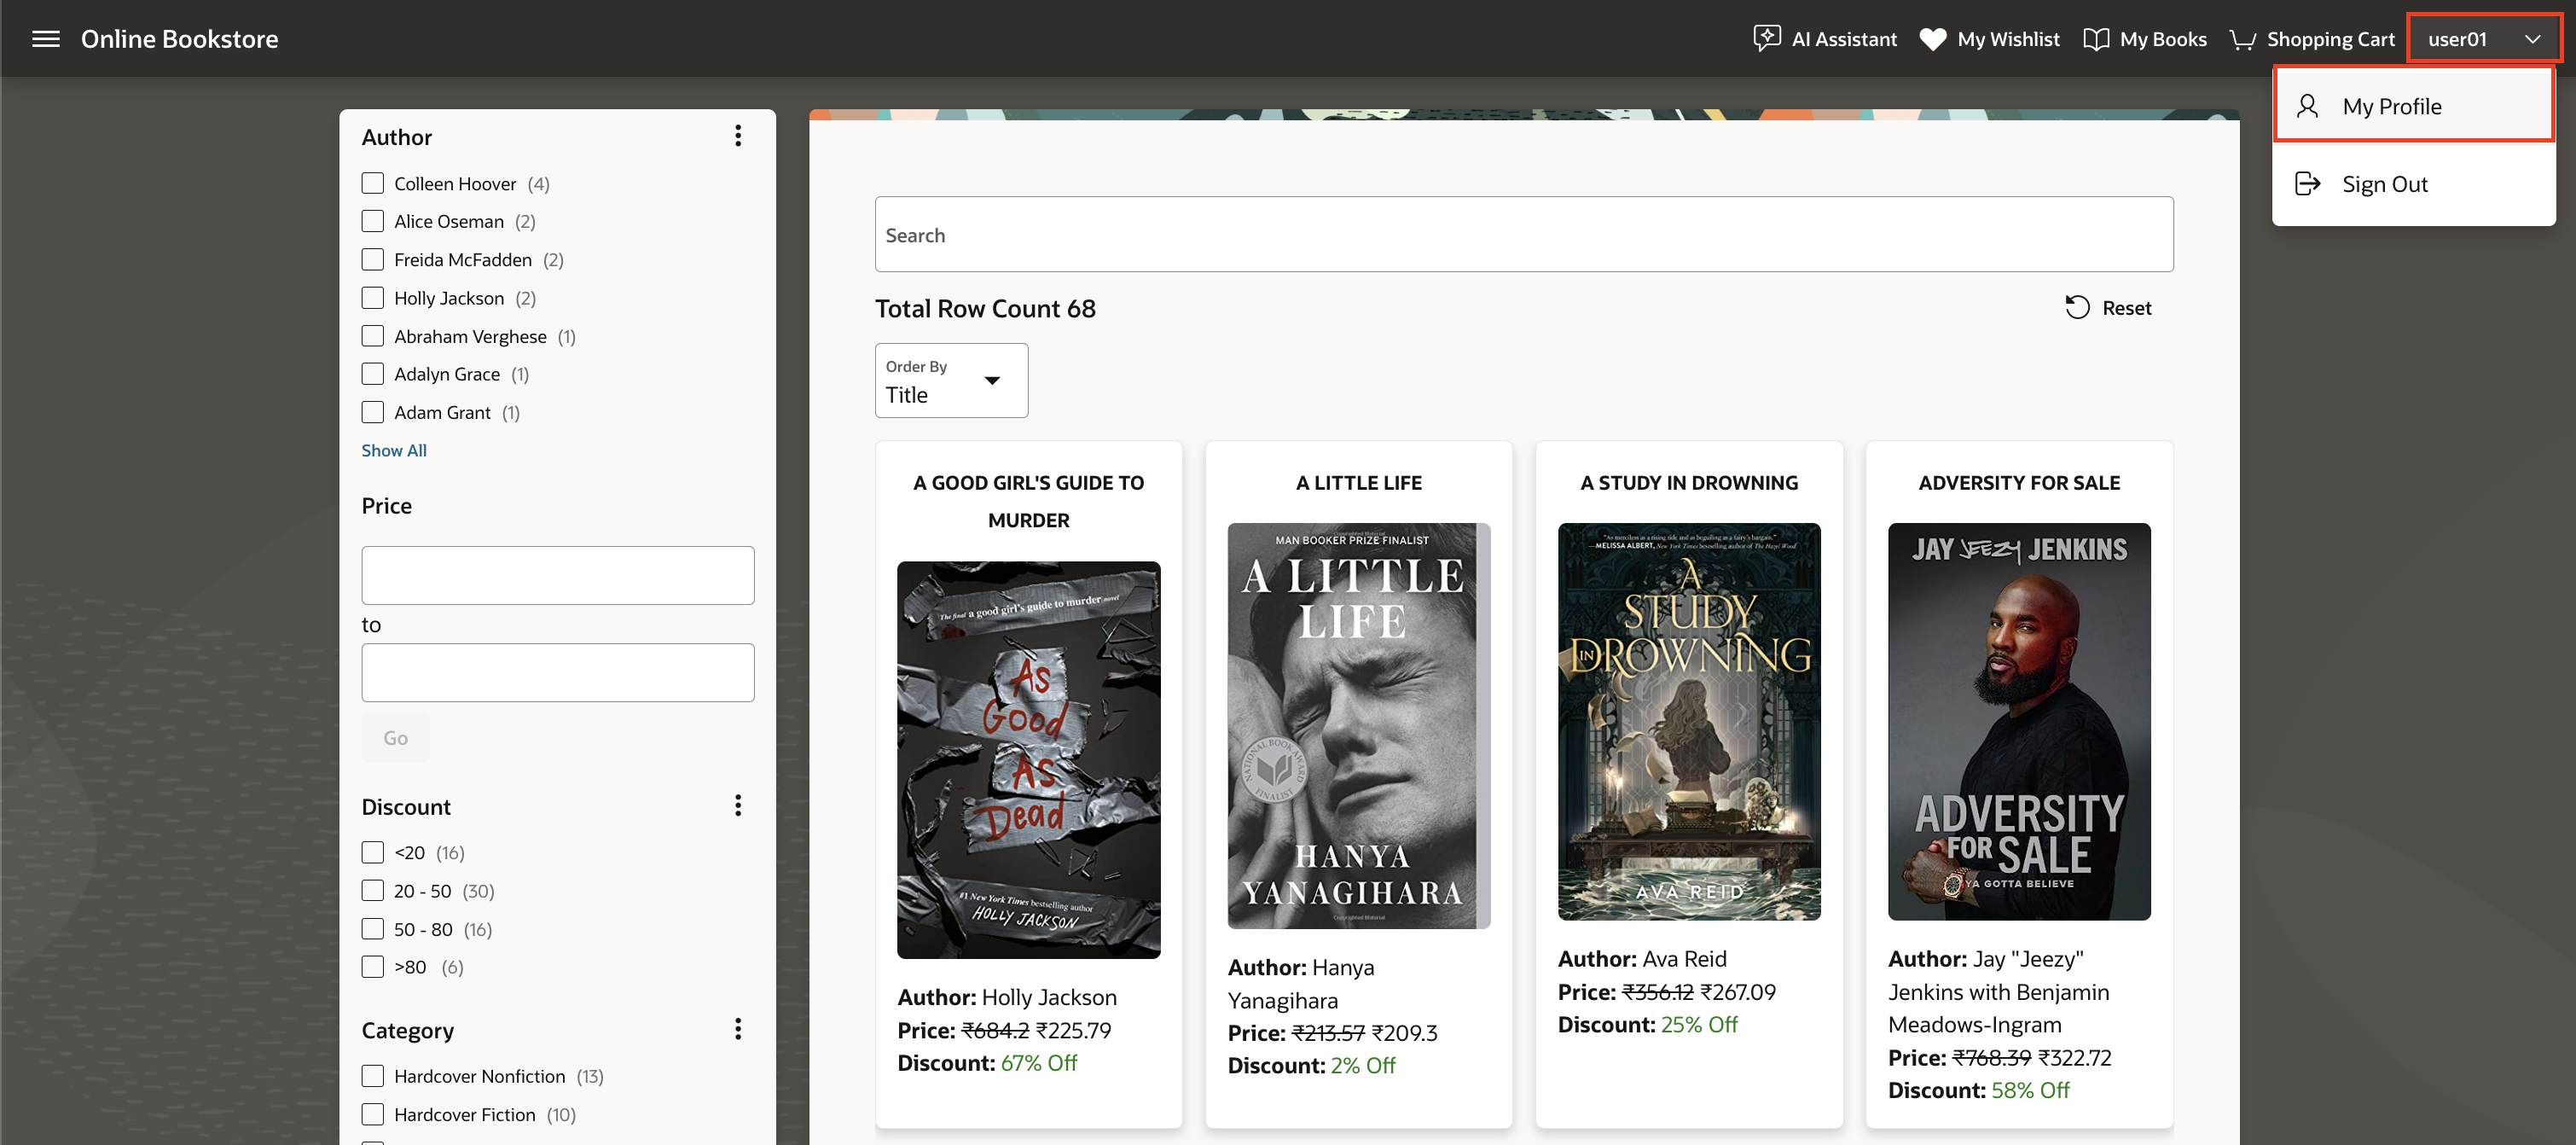 Online Bookstore
AI Assistant
My Wishlist
My Books
Shopping Cart
user01
My Profile
Sign Out
Author
Colleen Hoover (4)
Alice Oseman (2)
Freida McFadden (2)
Holly Jackson (2)
Abraham Verghese (1)
Adalyn Grace (1)
Adam Grant (1)
Show All
Price
to
Go
Discount
<20 (16)
20 - 50 (30)
50 - 80 (16)
>80 (6)
Category
Hardcover Nonfiction (13)
Hardcover Fiction (10)
Search
Total Row Count 68
Reset
Order By
Title
A GOOD GIRL'S GUIDE TO
MURDER
The final a good girl's guide to murder novel
As
Good
As
Dead
#1 New York Times bestselling author
HOLLY JACKSON
Author: Holly Jackson
Price: ₹684.2 ₹225.79
Discount: 67% Off
A LITTLE LIFE
MAN BOOKER PRIZE FINALIST
A LITTLE
LIFE
NATIONAL BOOK AWARD
FINALIST
HANYA
YANAGIHARA
Copyrighted Material
Author: Hanya
Yanagihara
Price: ₹213.57 ₹209.3
Discount: 2% Off
A STUDY IN DROWNING
"As merciless as a rising tide and as beguiling as a fairy's bargain."
—MELISSA ALBERT, New York Times bestselling author of The Hazel Wood
A
STUDY
IN DROWNING
AVA REID
Author: Ava Reid
Price: ₹356.12 ₹267.09
Discount: 25% Off
ADVERSITY FOR SALE
JAY JEEZY JENKINS
ADVERSITY
FOR SALE
YA GOTTA BELIEVE
Author: Jay "Jeezy"
Jenkins with Benjamin
Meadows-Ingram
Price: ₹768.39 ₹322.72
Discount: 58% Off